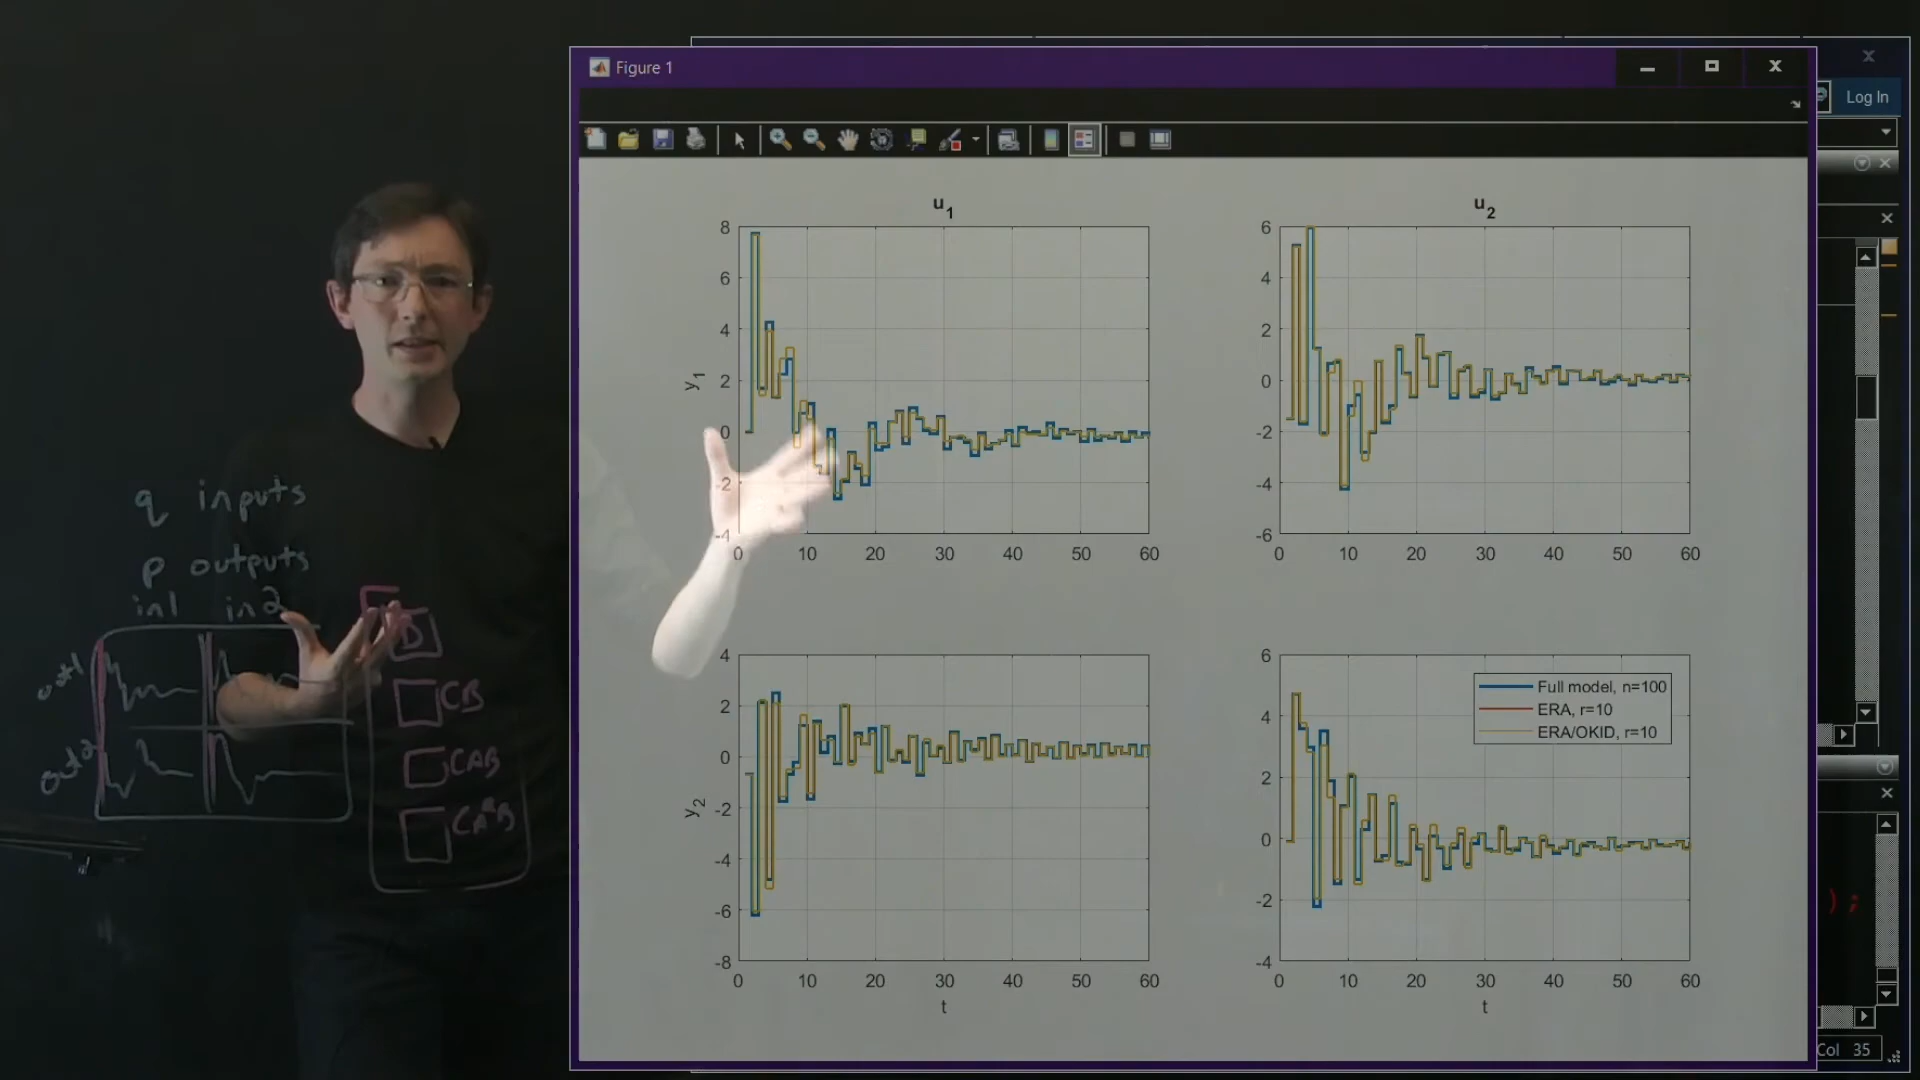 Figure 1
Log In
u1
u2
8
6
4
2
0
-2
-4
y1
0 10 20 30 40 50 60
6
4
2
0
-2
-4
-6
0 10 20 30 40 50 60
4
2
0
-2
-4
-6
-8
y2
0 10 20 30 40 50 60
t
6
4
2
0
-2
-4
0 10 20 30 40 50 60
t
Full model, n=100
ERA, r=10
ERA/OKID, r=10
q inputs
p outputs
in1 in2
out1
out2
D
CB
CAB
CA²B
);
Col 35